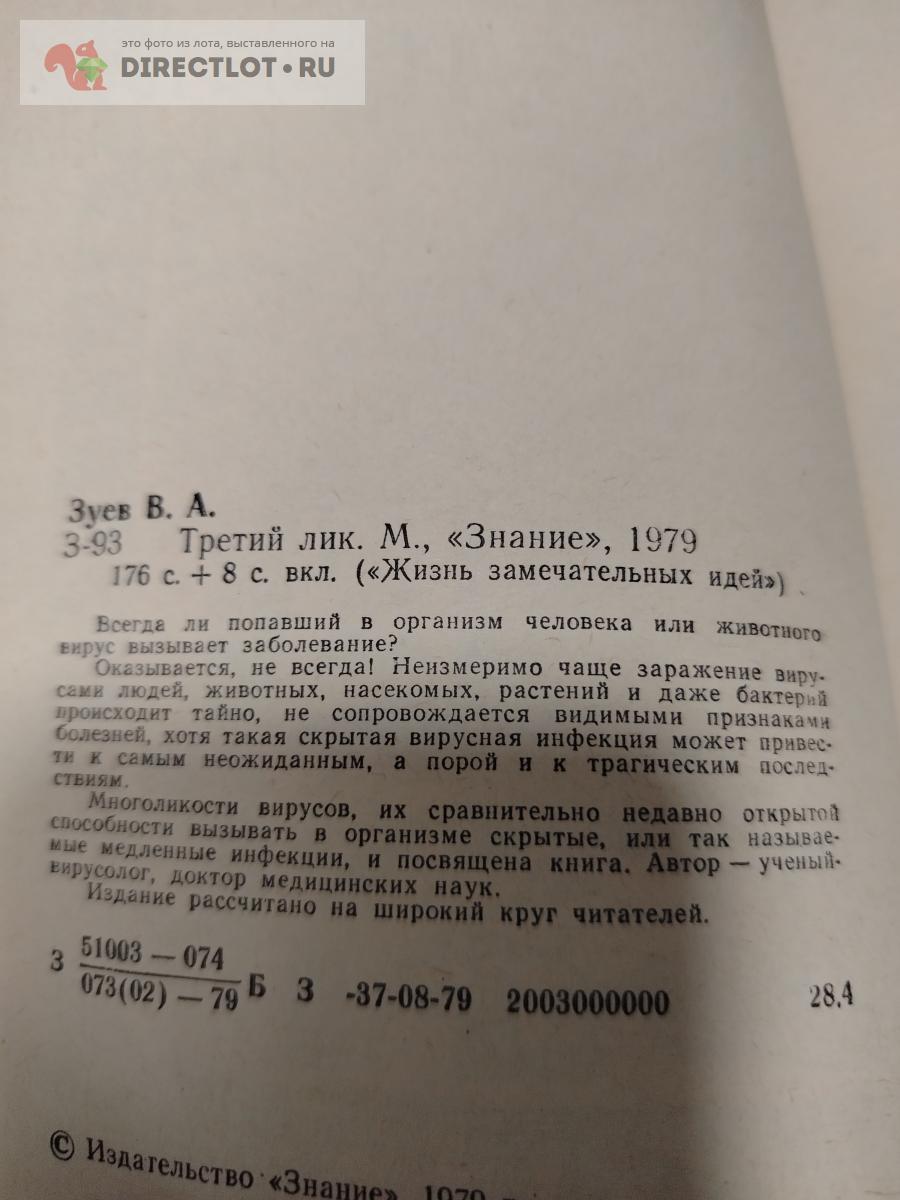 это фото из лота, выставленного на
DIRECTLOT•RU
Зуев В. А.
З-93 Третий лик. М., «Знание», 1979
176 с. + 8 с. вкл. («Жизнь замечательных идей»)
Всегда ли попавший в организм человека или животного
вирус вызывает заболевание?
Оказывается, не всегда! Неизмеримо чаще заражение виру-
сами людей, животных, насекомых, растений и даже бактерий
происходит тайно, не сопровождается видимыми признаками
болезней, хотя такая скрытая вирусная инфекция может привес-
ти к самым неожиданным, а порой и к трагическим послед-
ствиям.
Многоликости вирусов, их сравнительно недавно открытой
способности вызывать в организме скрытые, или так называе-
мые медленные инфекции, и посвящена книга. Автор — ученый-
вирусолог, доктор медицинских наук.
Издание рассчитано на широкий круг читателей.
51003 — 074
З Б З -37-08-79 2003000000 28.4
073(02) — 79
© Издательство «Знание», 1979